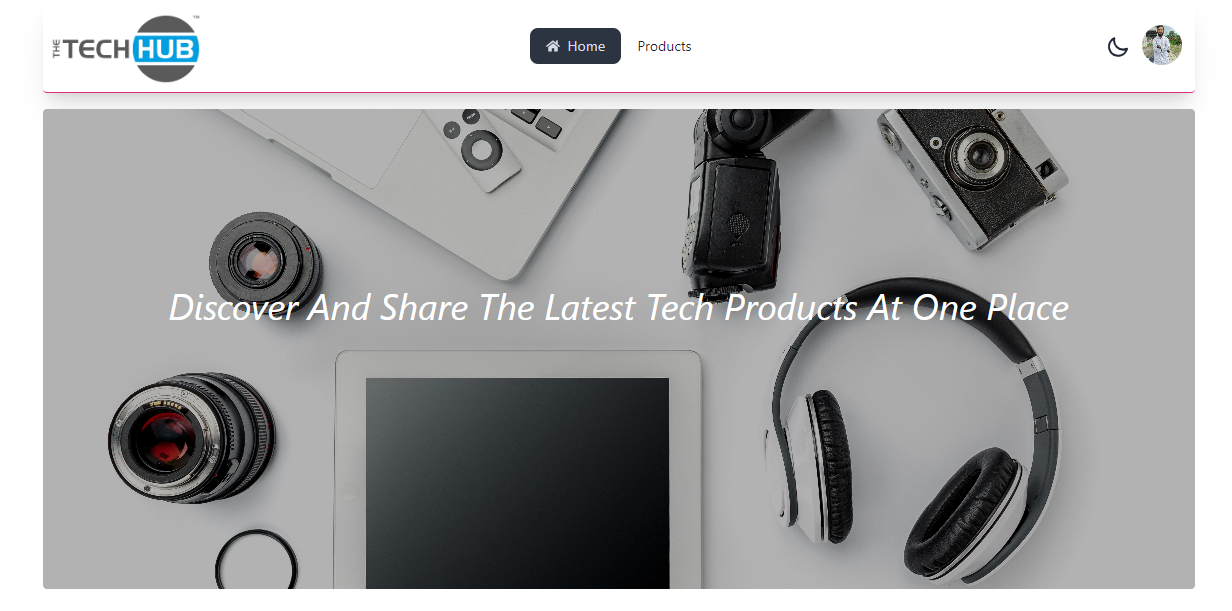 THE TECH HUB ™
Home
Products
Discover And Share The Latest Tech Products At One Place